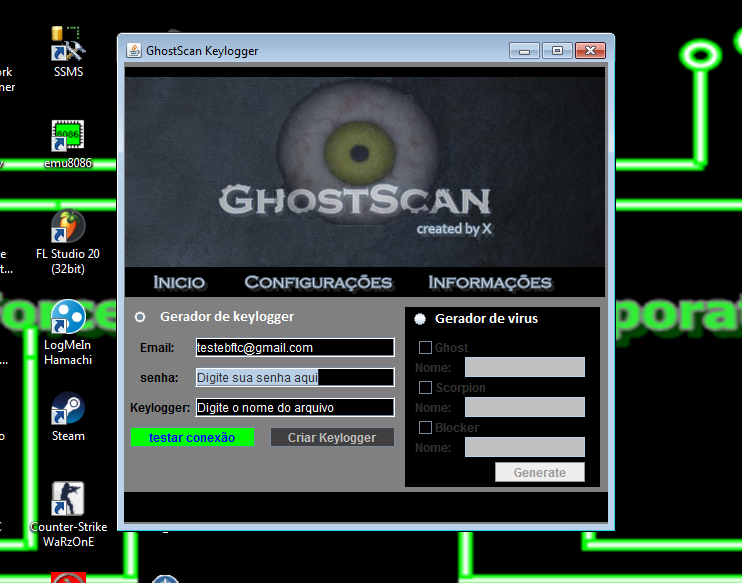 GhostScan Keylogger
SSMS
emu8086
FL Studio 20
(32bit)
LogMeIn
Hamachi
Steam
Counter-Strike
WaRzOnE
GHOSTSCAN
created by X
INICIO
CONFIGURAÇÕES
INFORMAÇÕES
Gerador de keylogger
Email:
testebftc@gmail.com
senha:
Digite sua senha aqui
Keylogger:
Digite o nome do arquivo
testar conexão
Criar Keylogger
Gerador de virus
Ghost
Nome:
Scorpion
Nome:
Blocker
Nome:
Generate